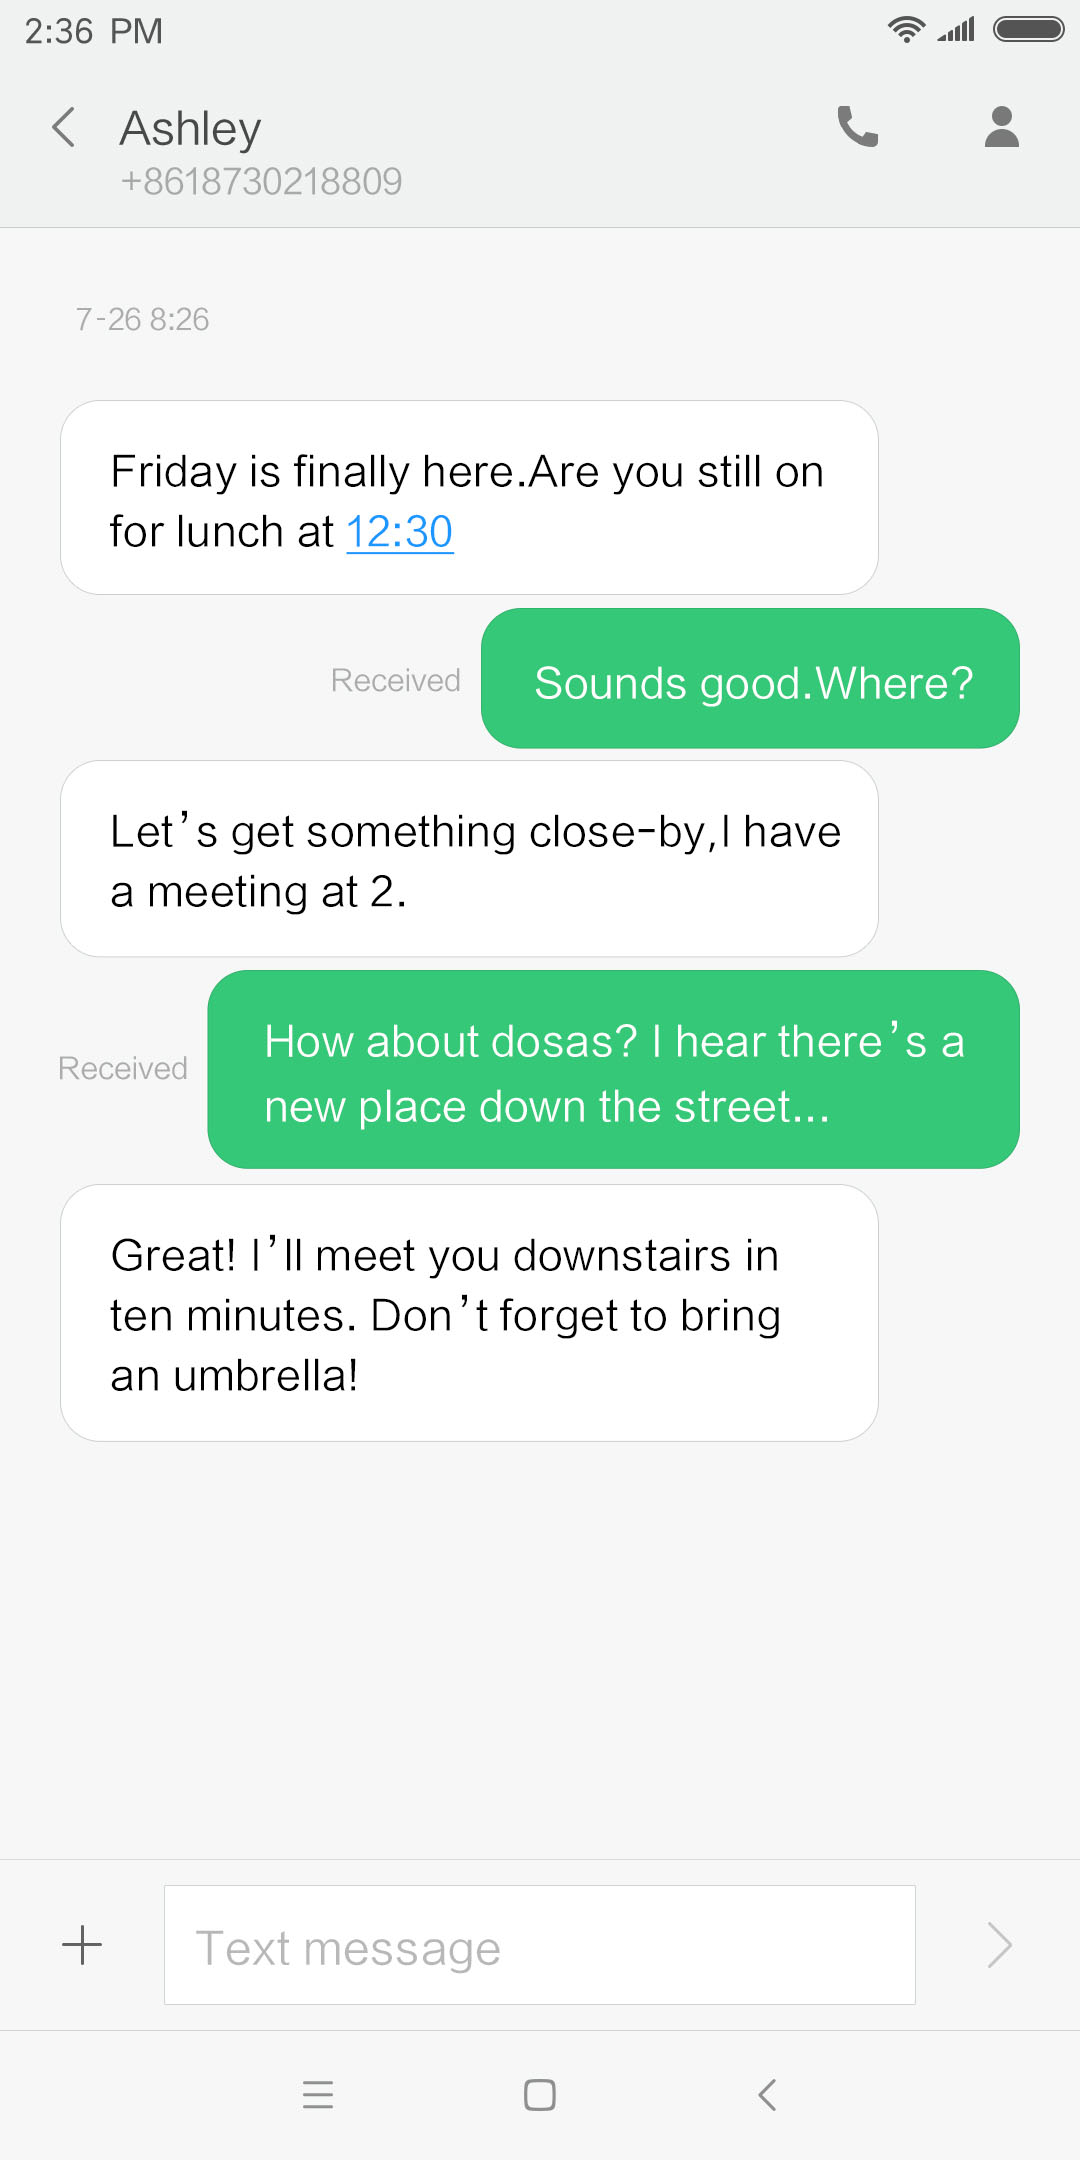 2:36 PM
Ashley
+8618730218809
7-26 8:26
Friday is finally here.Are you still on
for lunch at 12:30
Received
Sounds good.Where?
Let’s get something close-by,I have
a meeting at 2.
Received
How about dosas? I hear there’s a
new place down the street...
Great! I’ll meet you downstairs in
ten minutes. Don’t forget to bring
an umbrella!
Text message